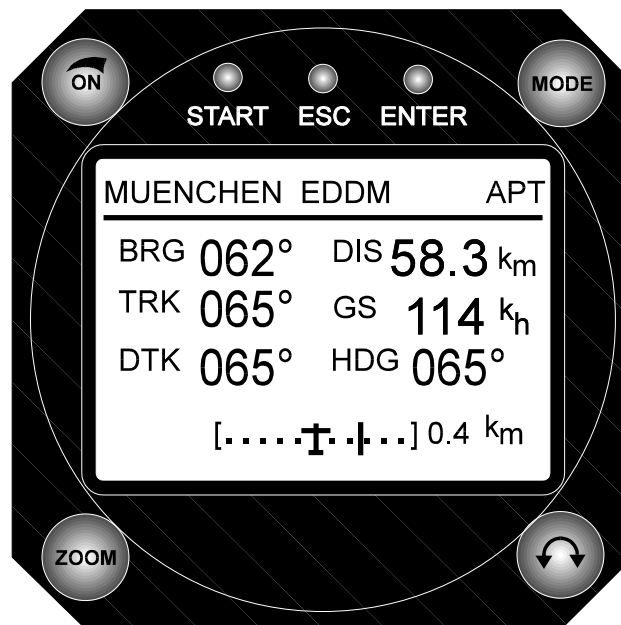 ON MODE
START ESC ENTER
MUENCHEN EDDM APT
BRG 062° DIS 58.3 km
TRK 065° GS 114 kh
DTK 065° HDG 065°
[.........] 0.4 km
ZOOM